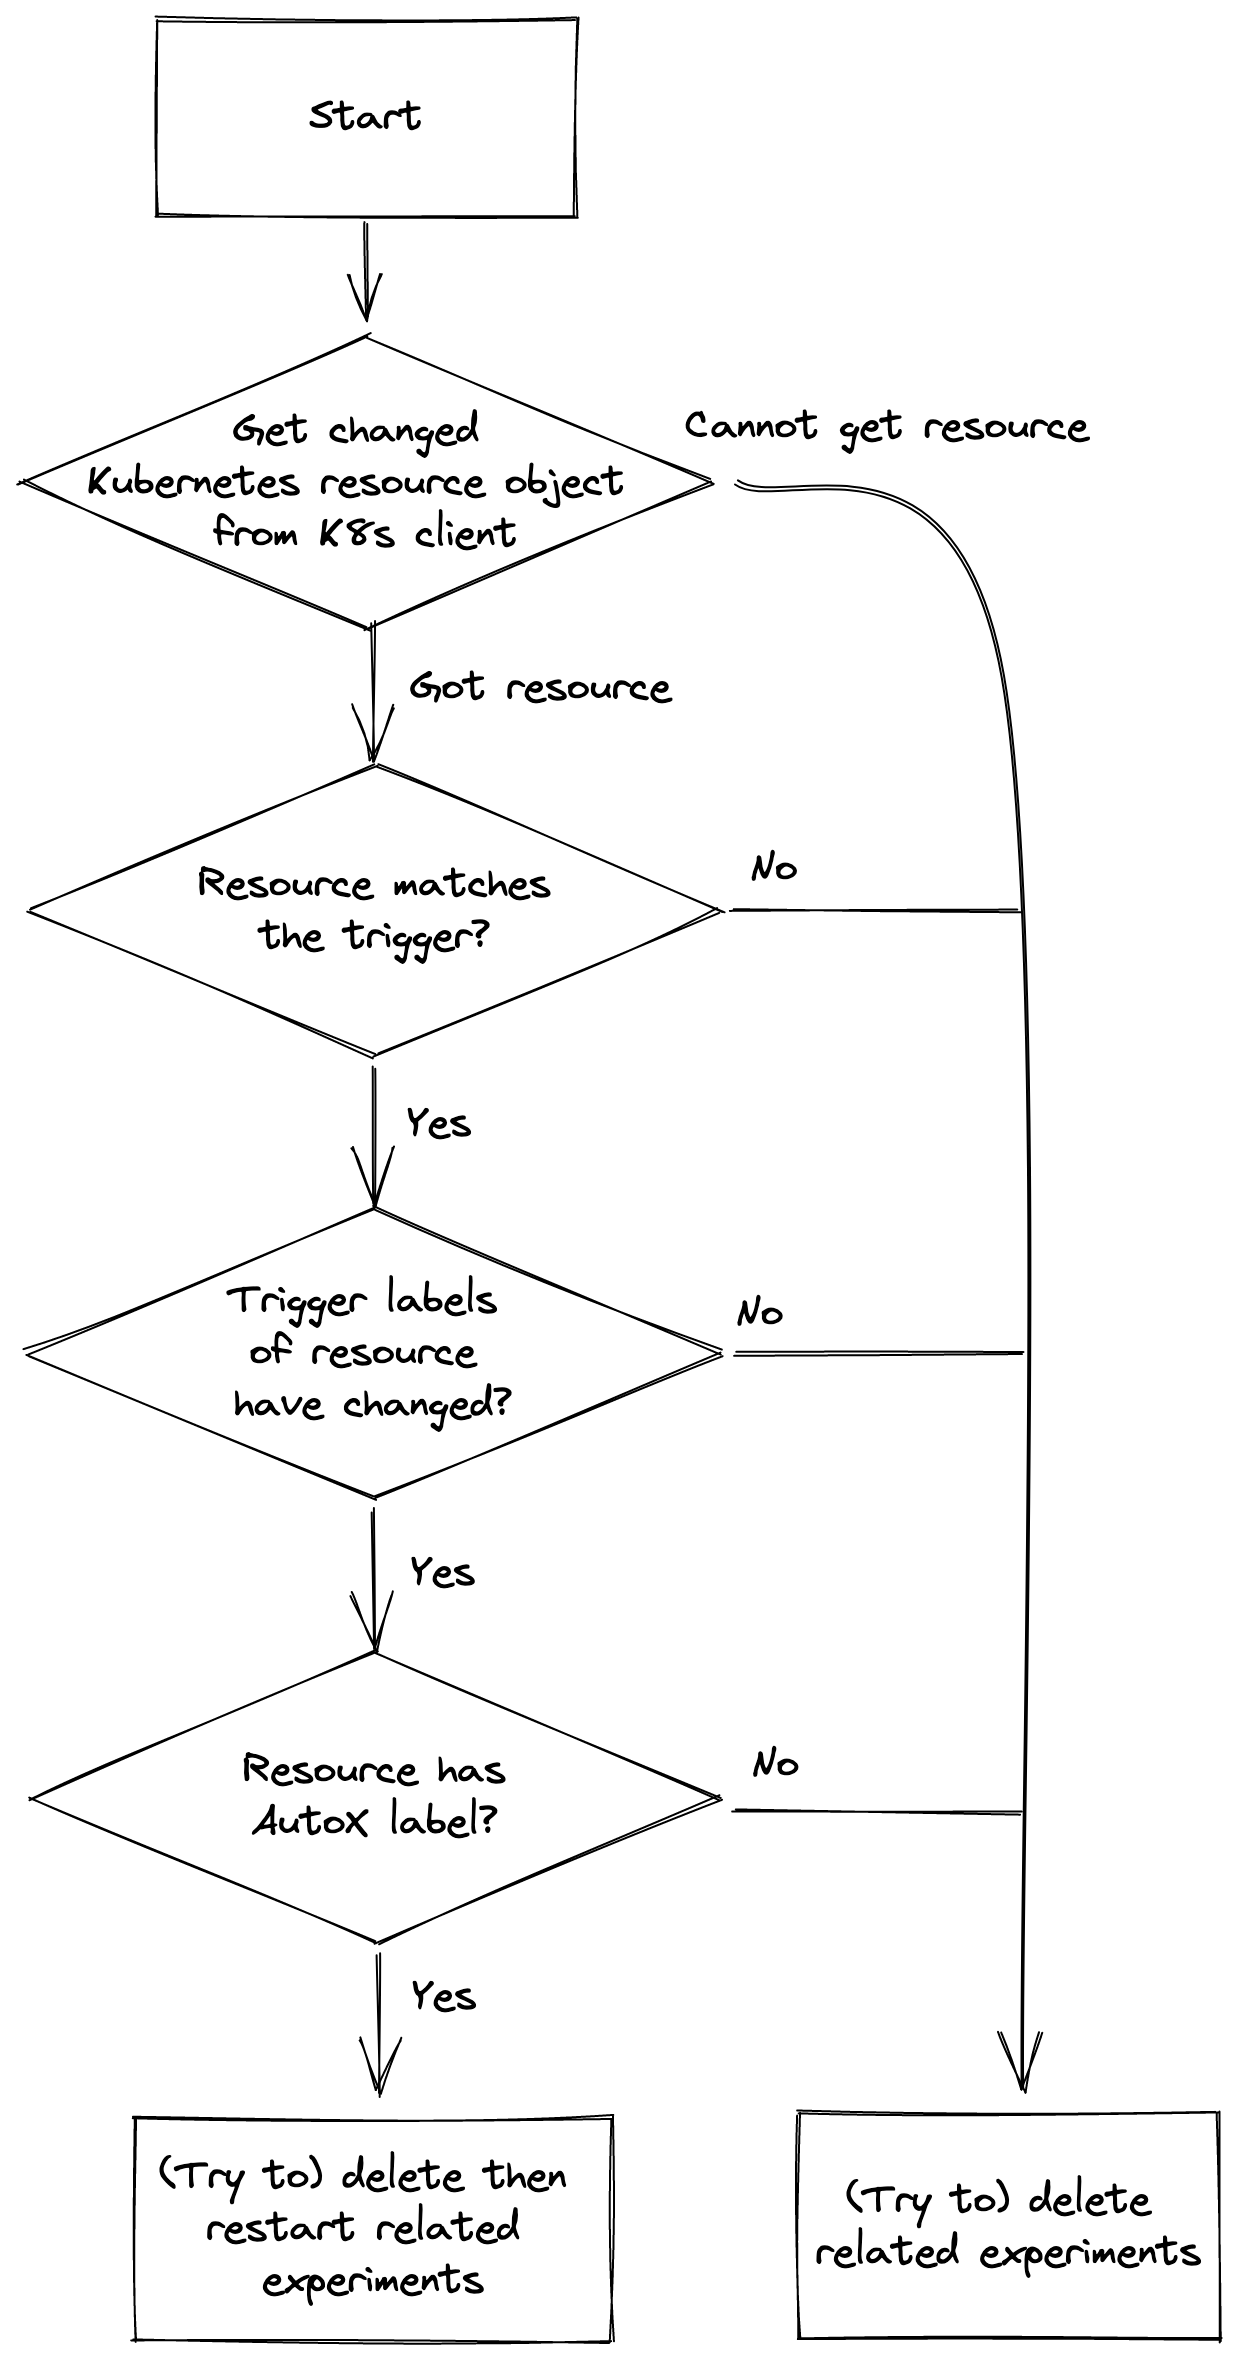 Start
Get changed
Kubernetes resource object
from K8s client
Cannot get resource
Got resource
Resource matches
the trigger?
No
Yes
Trigger labels
of resource
have changed?
No
Yes
Resource has
AutoX label?
No
Yes
(Try to) delete then
restart related
experiments
(Try to) delete
related experiments